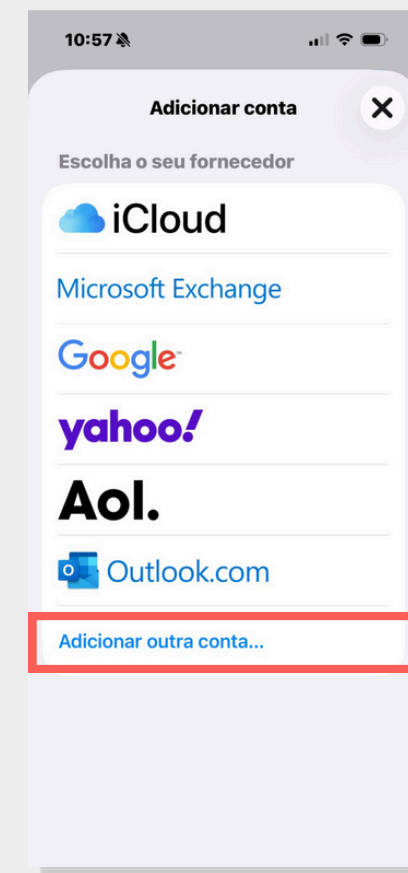 10:57
Adicionar conta
Escolha o seu fornecedor
iCloud
Microsoft Exchange
Google
yahoo!
Aol.
Outlook.com
Adicionar outra conta...